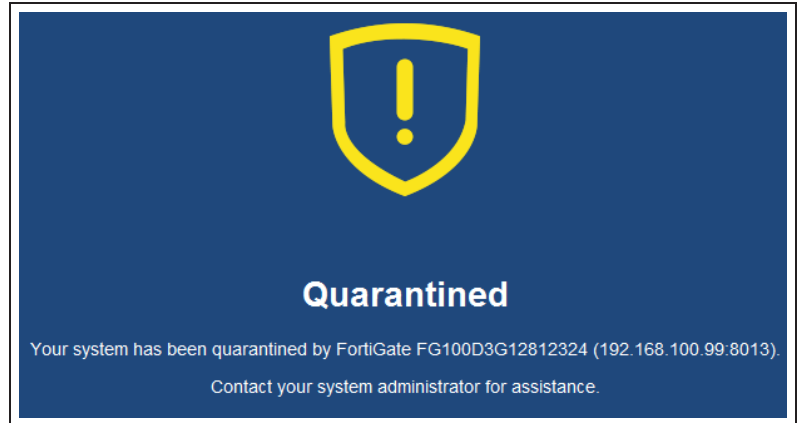 Quarantined
Your system has been quarantined by FortiGate FG100D3G12812324 (192.168.100.99:8013).
Contact your system administrator for assistance.